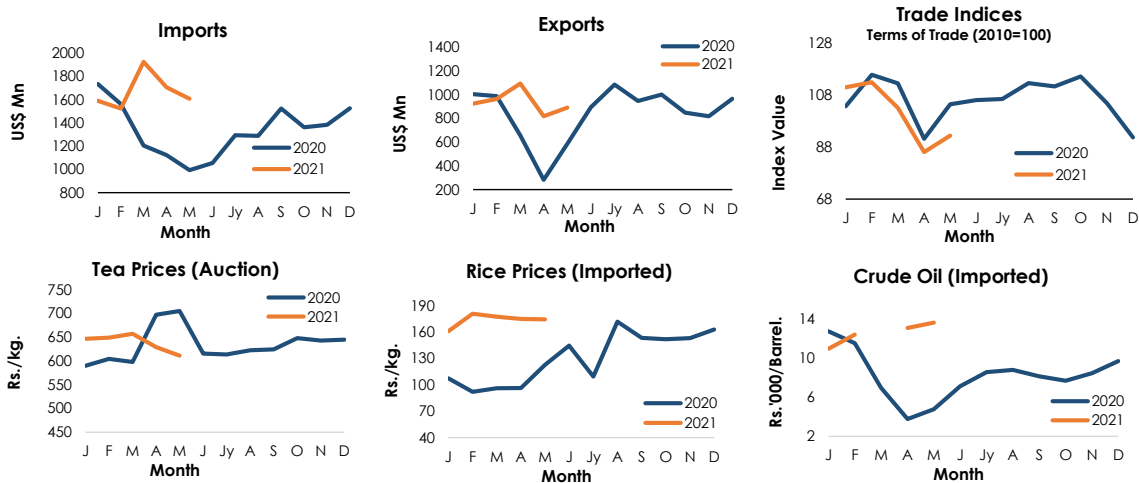 Imports
US$ Mn
2000
1800
1600
1400
1200
1000
800
2020
2021
J F M A M J Jy A S O N D
Month
Exports
US$ Mn
1400
1200
1000
800
600
400
200
2020
2021
J F M A M J Jy A S O N D
Month
Trade Indices
Terms of Trade (2010=100)
Index Value
128
108
88
68
2020
2021
J F M A M J Jy A S O N D
Month
Tea Prices (Auction)
Rs./kg.
750
700
650
600
550
500
450
2020
2021
J F M A M J Jy A S O N D
Month
Rice Prices (Imported)
Rs./kg.
190
160
130
100
70
40
2020
2021
J F M A M J Jy A S O N D
Month
Crude Oil (Imported)
Rs.'000/Barrel.
14
10
6
2
2020
2021
J F M A M J Jy A S O N D
Month